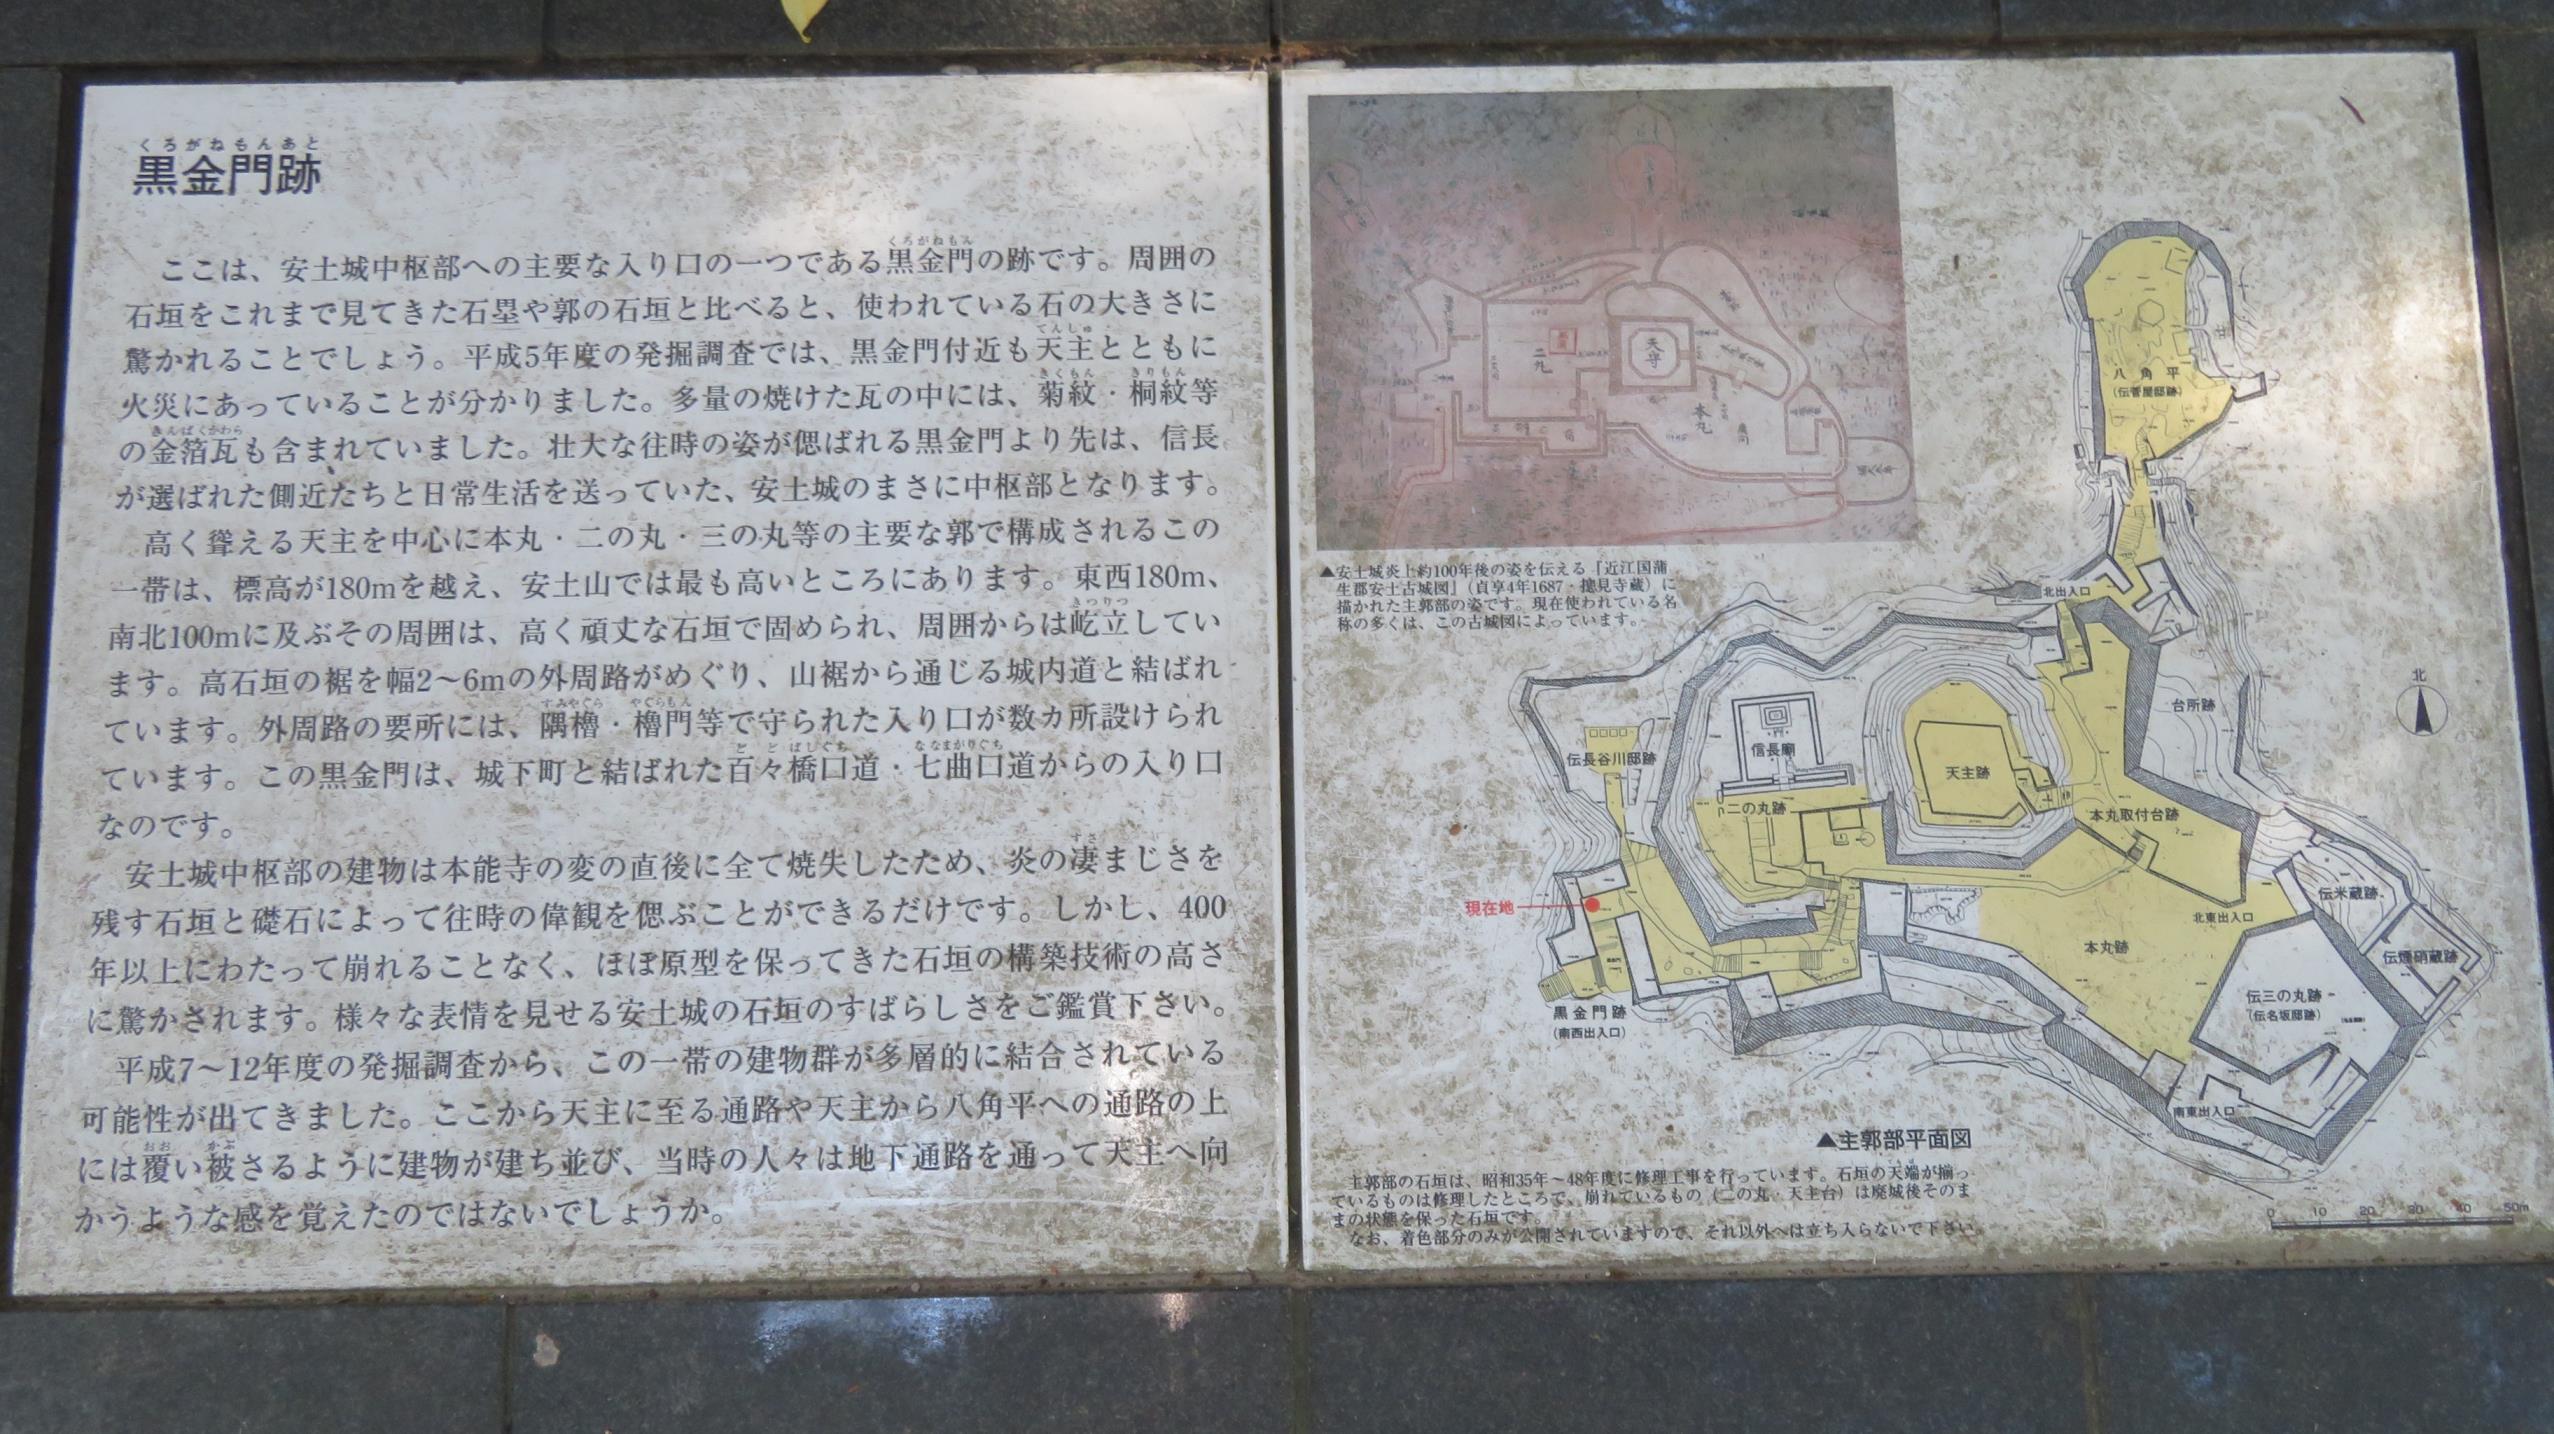 くろがねもんあと
黒金門跡
くろがねもん
ここは、安土城中枢部への主要な入り口の一つである黒金門の跡です。周囲の
石垣をこれまで見てきた石塁や郭の石垣と比べると、使われている石の大きさに
てんしゅ
驚かれることでしょう。平成5年度の発掘調査では、黒金門付近も天主とともに
きくもん きりもん
火災にあっていることが分かりました。多量の焼けた瓦の中には、菊紋・桐紋等
きんぱくかわら
の金箔瓦も含まれていました。壮大な往時の姿が偲ばれる黒金門より先は、信長
が選ばれた側近たちと日常生活を送っていた、安土城のまさに中枢部となります。
高く聳える天主を中心に本丸・二の丸・三の丸等の主要な郭で構成されるこの
一帯は、標高が180mを越え、安土山では最も高いところにあります。東西180m、
きつりつ
南北100mに及ぶその周囲は、高く頑丈な石垣で固められ、周囲からは屹立してい
ます。高石垣の裾を幅2〜6mの外周路がめぐり、山裾から通じる城内道と結ばれ
すみやぐら やぐらもん
ています。外周路の要所には、隅櫓・櫓門等で守られた入り口が数カ所設けられ
どどばしぐち ななまがりぐち
ています。この黒金門は、城下町と結ばれた百々橋口道・七曲口道からの入り口
なのです。
すさ
安土城中枢部の建物は本能寺の変の直後に全て焼失したため、炎の凄まじさを
残す石垣と礎石によって往時の偉観を偲ぶことができるだけです。しかし、400
年以上にわたって崩れることなく、ほぼ原型を保ってきた石垣の構築技術の高さ
に驚かされます。様々な表情を見せる安土城の石垣のすばらしさをご鑑賞下さい。
平成7〜12年度の発掘調査から、この一帯の建物群が多層的に結合されている
可能性が出てきました。ここから天主に至る通路や天主から八角平への通路の上
おお かぶ
には覆い被さるように建物が建ち並び、当時の人々は地下通路を通って天主へ向
かうような感を覚えたのではないでしょうか。
天守
二丸
本丸
▲安土城炎上約100年後の姿を伝える『近江国蒲
生郡安土古城図』(貞享4年1687・摠見寺蔵)に
描かれた主郭部の姿です。現在使われている名
称の多くは、この古城図によっています。
八角平
(伝菅屋邸跡)
北出入口
台所跡
北
伝長谷川邸跡
信長廟
天主跡
二の丸跡
本丸取付台跡
現在地
伝米蔵跡
北東出入口
本丸跡
伝煙硝蔵跡
伝三の丸跡
(伝名坂邸跡)
黒金門跡
(南西出入口)
南東出入口
▲主郭部平面図
主郭部の石垣は、昭和35年〜48年度に修理工事を行っています。石垣の天端が揃っ
ているものは修理したところで、崩れているもの(二の丸・天主台)は廃城後そのま
まの状態を保った石垣です。
なお、着色部分のみが公開されていますので、それ以外へは立ち入らないで下さい。
0 10 20 30 40 50m